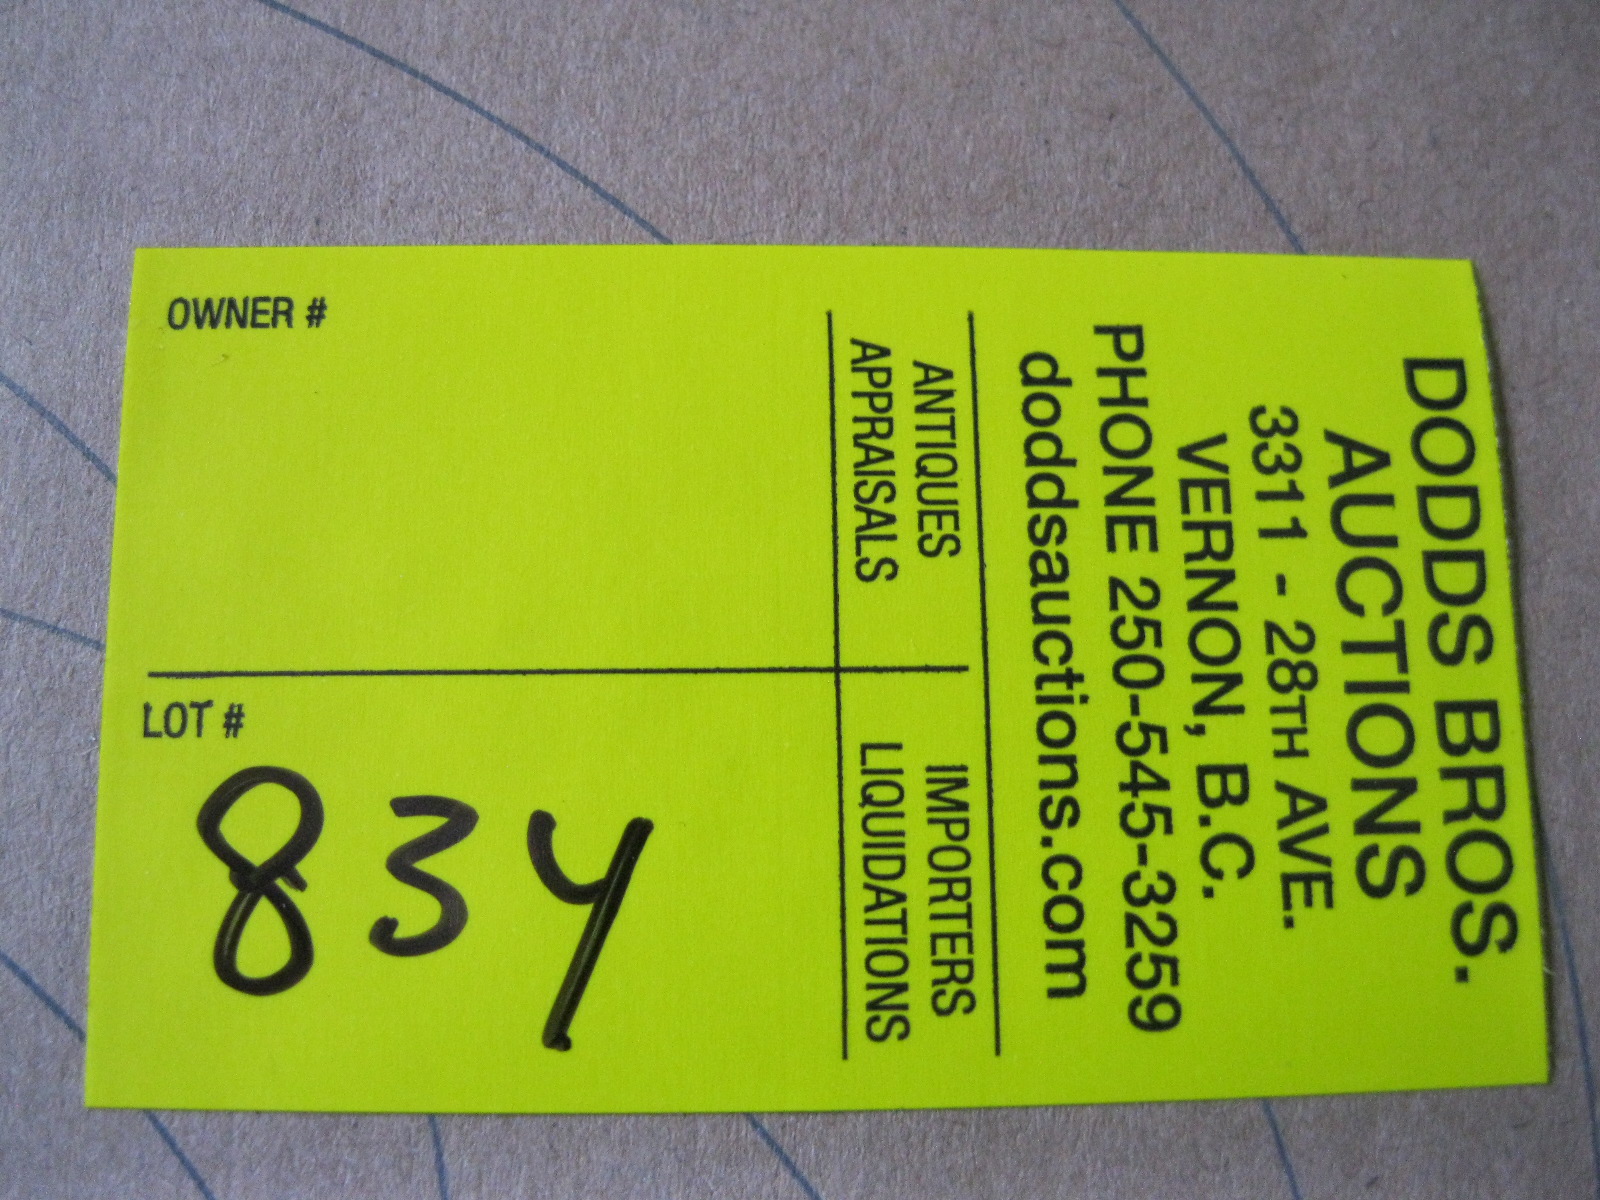 DODDS BROS.
AUCTIONS
3311 - 28TH AVE.
VERNON, B.C.
PHONE 250-545-3259
doddsauctions.com
ANTIQUES
APPRAISALS
IMPORTERS
LIQUIDATIONS
OWNER #
LOT #
834